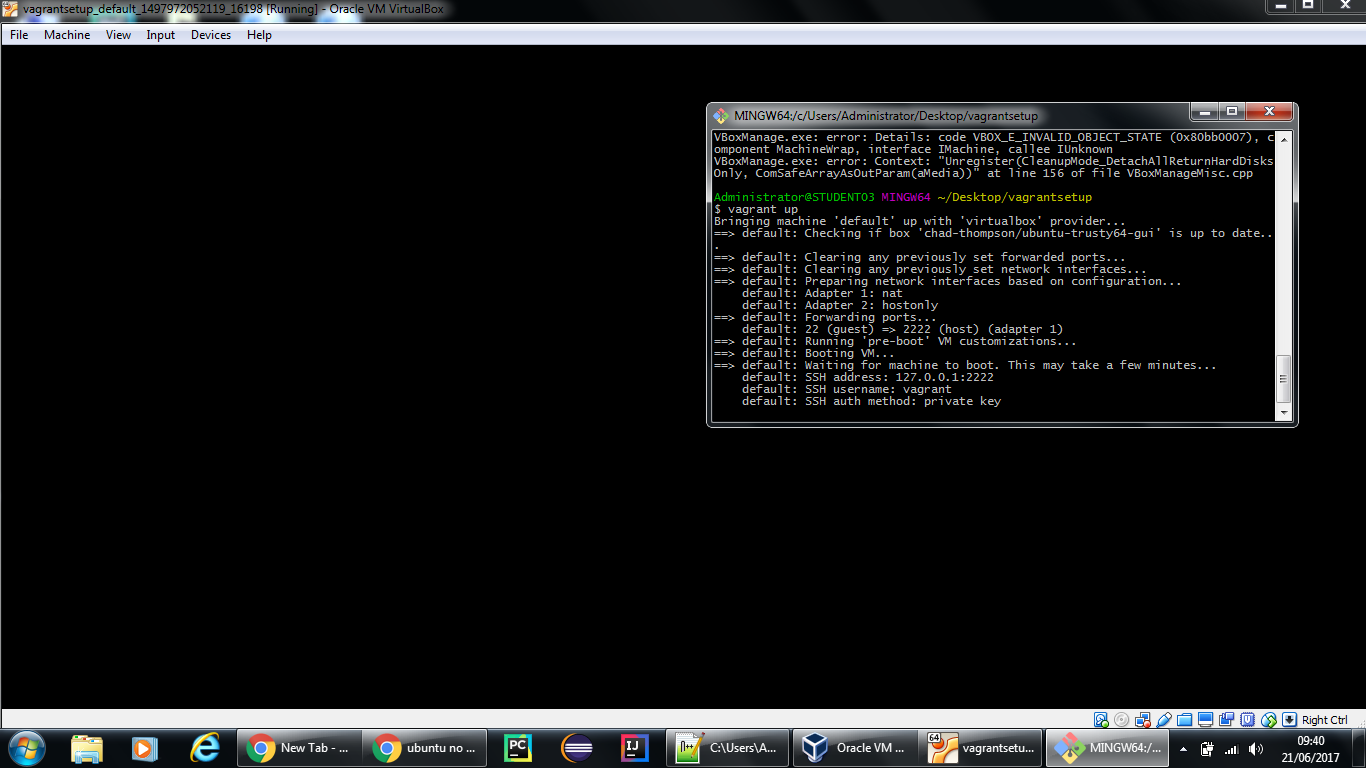 vagrantsetup_default_1497972052119_16198 [Running] - Oracle VM VirtualBox
File Machine View Input Devices Help
MINGW64:/c/Users/Administrator/Desktop/vagrantsetup
VBoxManage.exe: error: Details: code VBOX_E_INVALID_OBJECT_STATE (0x80bb0007), c
omponent MachineWrap, interface IMachine, callee IUnknown
VBoxManage.exe: error: Context: "Unregister(CleanupMode_DetachAllReturnHardDisks
Only, ComSafeArrayAsOutParam(aMedia))" at line 156 of file VBoxManageMisc.cpp
Administrator@STUDENT03 MINGW64 ~/Desktop/vagrantsetup
$ vagrant up
Bringing machine 'default' up with 'virtualbox' provider...
==> default: Checking if box 'chad-thompson/ubuntu-trusty64-gui' is up to date..
.
==> default: Clearing any previously set forwarded ports...
==> default: Clearing any previously set network interfaces...
==> default: Preparing network interfaces based on configuration...
default: Adapter 1: nat
default: Adapter 2: hostonly
==> default: Forwarding ports...
default: 22 (guest) => 2222 (host) (adapter 1)
==> default: Running 'pre-boot' VM customizations...
==> default: Booting VM...
==> default: Waiting for machine to boot. This may take a few minutes...
default: SSH address: 127.0.0.1:2222
default: SSH username: vagrant
default: SSH auth method: private key
Right Ctrl
New Tab - ...
ubuntu no ...
PC
IJ
C:\Users\A...
Oracle VM ...
64
vagrantsetu...
MINGW64:/...
09:40
21/06/2017